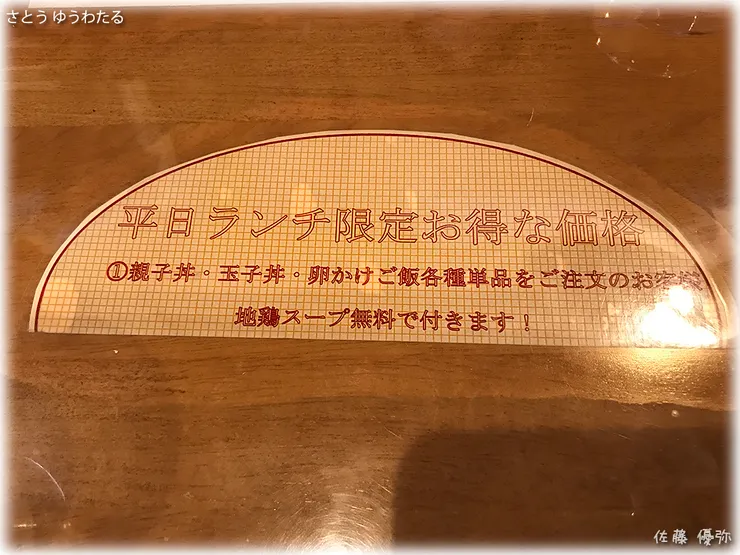 さとう ゆうわたる
平日ランチ限定お得な価格
①親子丼・玉子丼・卵かけご飯各種単品をご注文のお客様
地鶏スープ無料で付きます！
佐藤 優弥